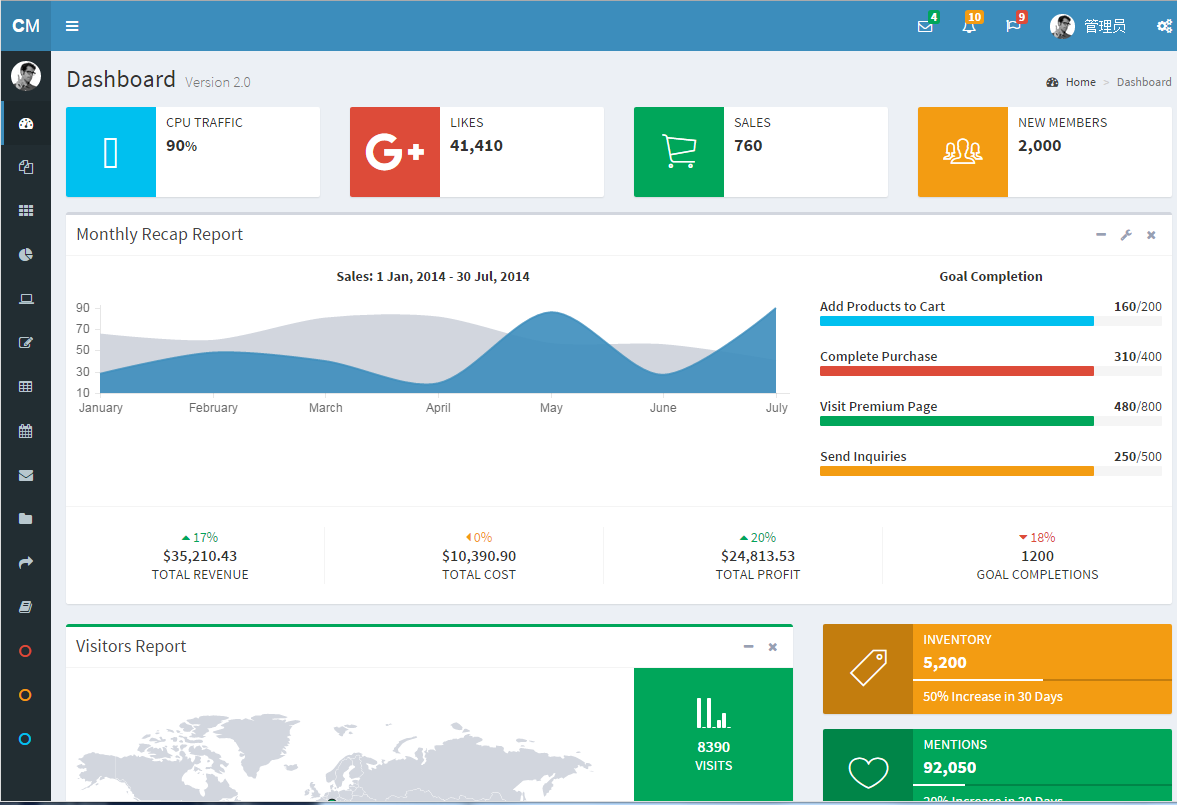 CM
4
10
9
管理员
Dashboard Version 2.0
Home > Dashboard
CPU TRAFFIC
90%
LIKES
41,410
SALES
760
NEW MEMBERS
2,000
G+
Monthly Recap Report
Sales: 1 Jan, 2014 - 30 Jul, 2014
90
70
50
30
10
January February March April May June July
Goal Completion
Add Products to Cart 160/200
Complete Purchase 310/400
Visit Premium Page 480/800
Send Inquiries 250/500
17%
$35,210.43
TOTAL REVENUE
0%
$10,390.90
TOTAL COST
20%
$24,813.53
TOTAL PROFIT
18%
1200
GOAL COMPLETIONS
Visitors Report
8390
VISITS
INVENTORY
5,200
50% Increase in 30 Days
MENTIONS
92,050
20% Increase in 30 Days